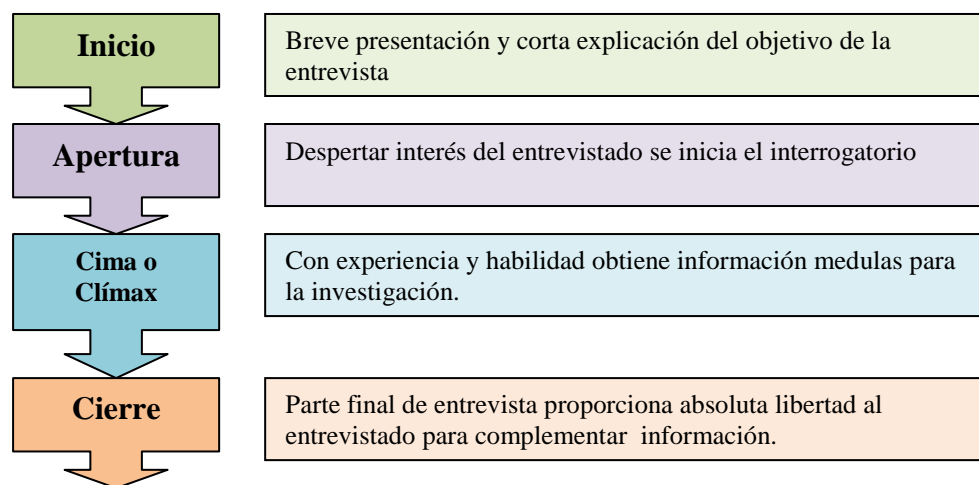 Inicio
Breve presentación y corta explicación del objetivo de la
entrevista
Apertura
Despertar interés del entrevistado se inicia el interrogatorio
Cima o
Clímax
Con experiencia y habilidad obtiene información medulas para
la investigación.
Cierre
Parte final de entrevista proporciona absoluta libertad al
entrevistado para complementar  información.